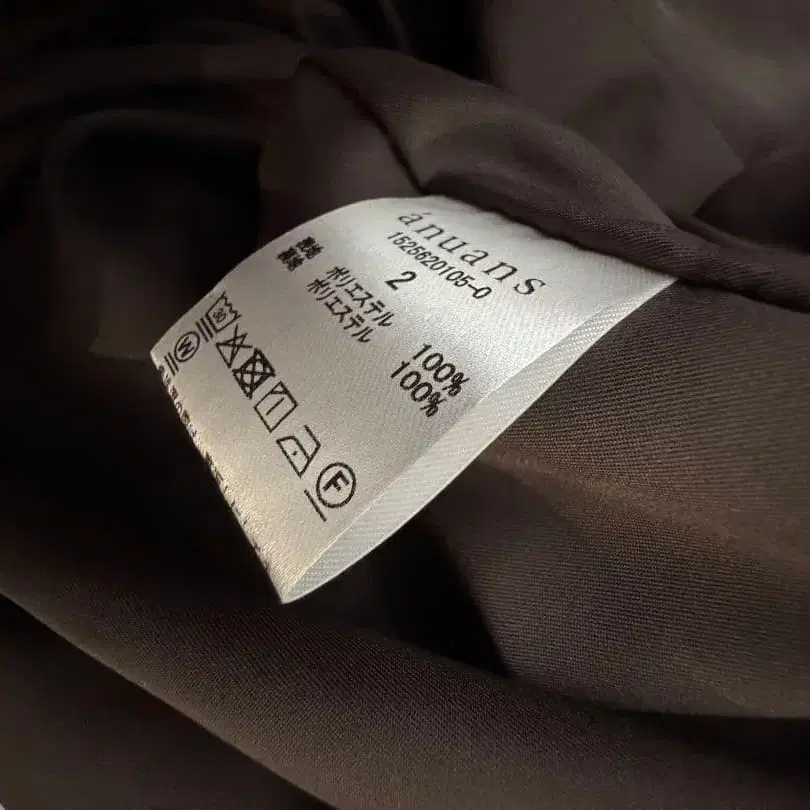 ánuans
1525620105-0
2
表地 ポリエステル 100%
裏地 ポリエステル 100%
30
F
W